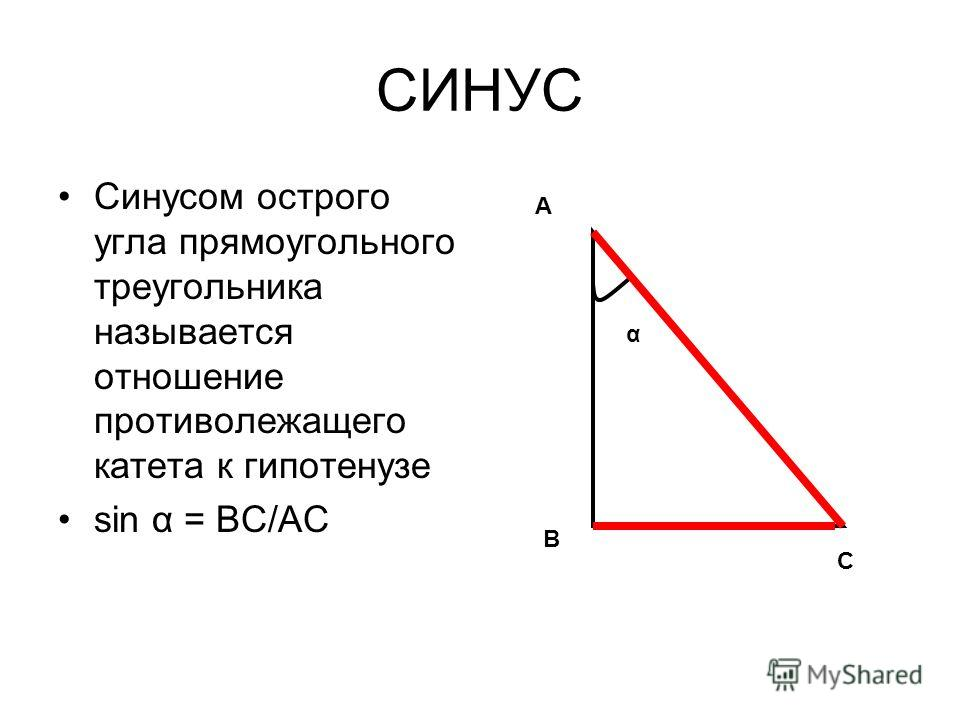 СИНУС
• Синусом острого
угла прямоугольного
треугольника
называется
отношение
противолежащего
катета к гипотенузе
• sin α = BC/AC
A
α
B
C
MyShared